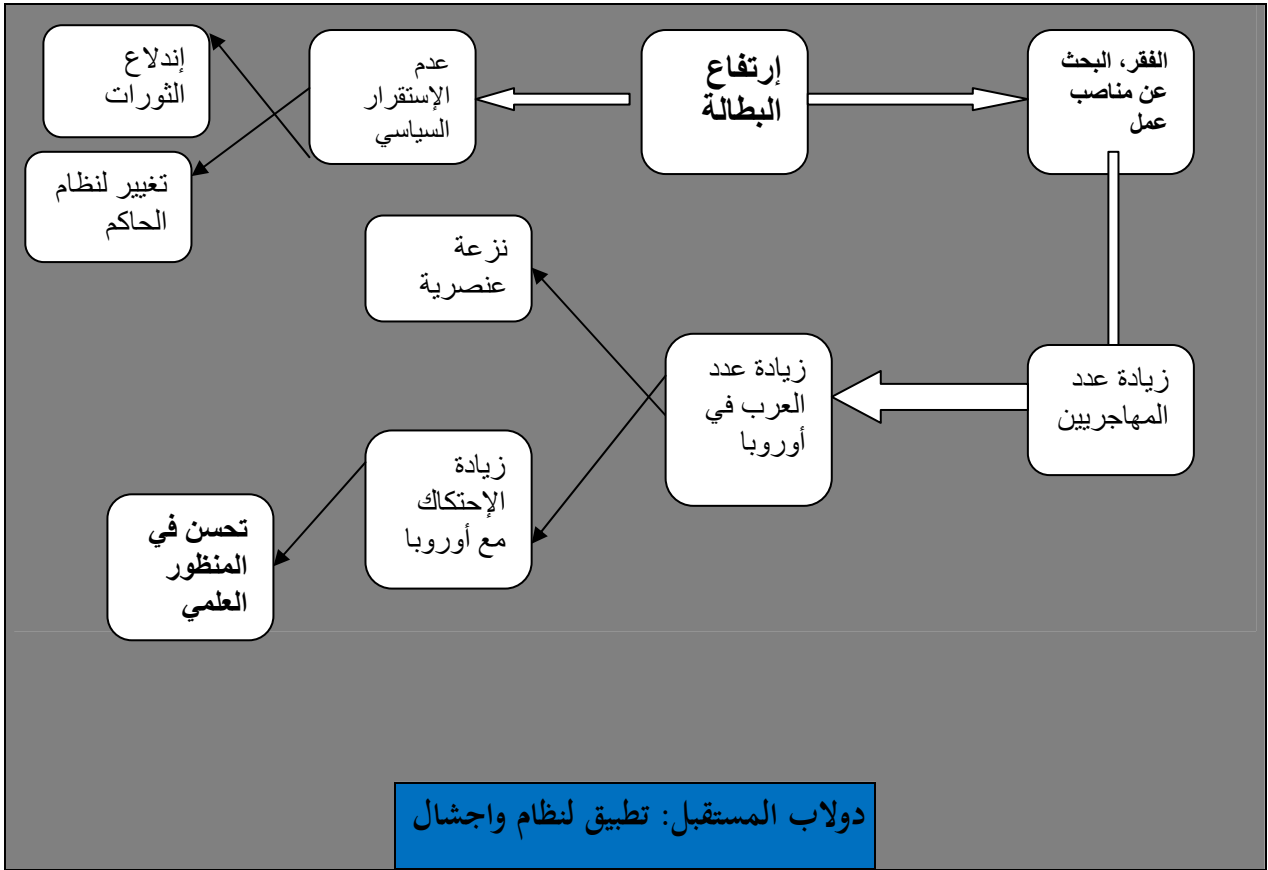 الفقر، البحث
عن مناصب
عمل
إرتفاع
البطالة
عدم
الإستقرار
السياسي
إندلاع
الثورات
تغيير لنظام
الحاكم
نزعة
عنصرية
زيادة عدد
المهاجريين
زيادة عدد
العرب في
أوروبا
زيادة
الإحتكاك
مع أوروبا
تحسن في
المنظور
العلمي
دولاب المستقبل: تطبيق لنظام واجشال